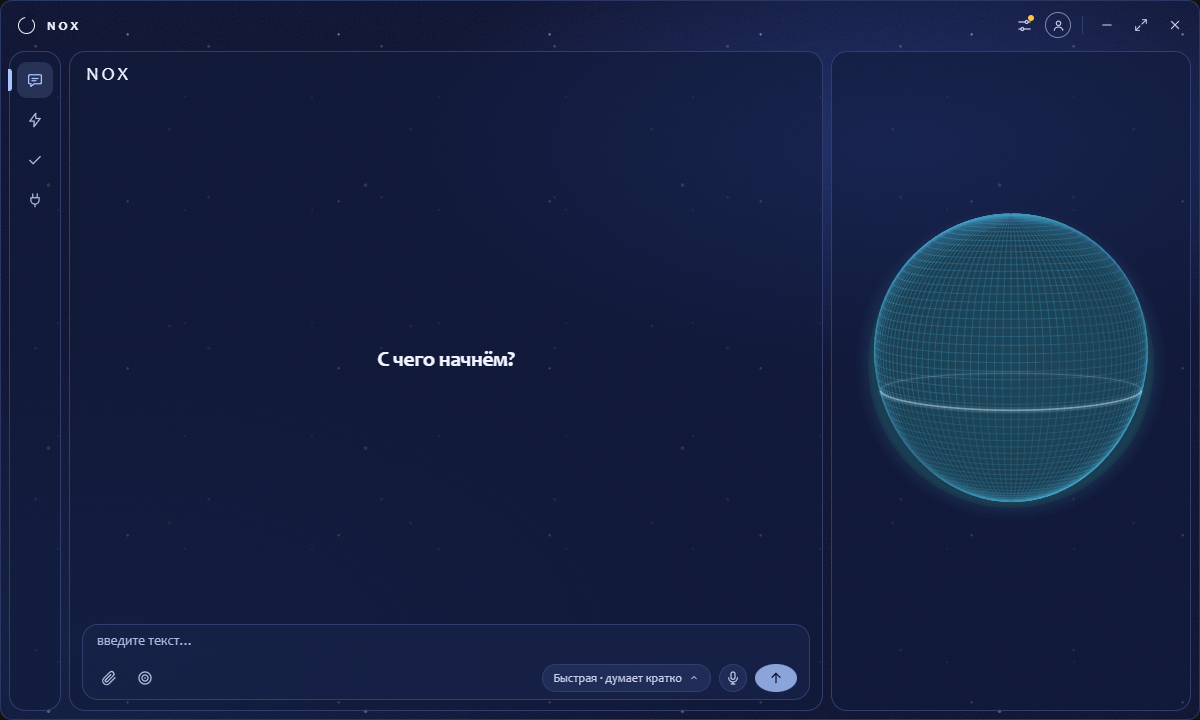 NOX
NOX
С чего начнём?
введите текст...
Быстрая · думает кратко